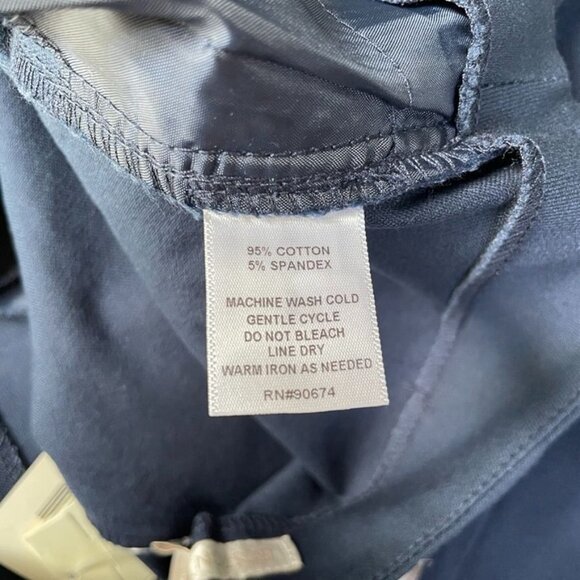 95% COTTON
5% SPANDEX
MACHINE WASH COLD
GENTLE CYCLE
DO NOT BLEACH
LINE DRY
WARM IRON AS NEEDED
RN#90674